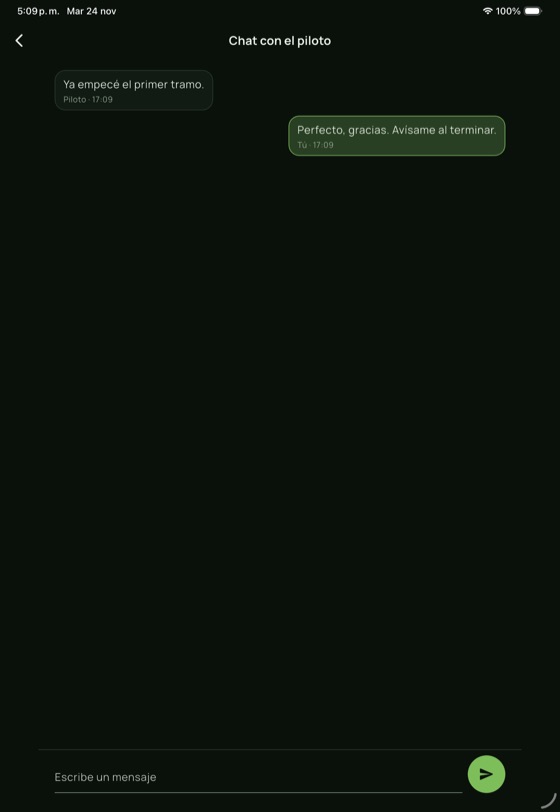 5:09 p. m. Mar 24 nov 100%
Chat con el piloto
Ya empecé el primer tramo.
Piloto · 17:09
Perfecto, gracias. Avísame al terminar.
Tú · 17:09
Escribe un mensaje